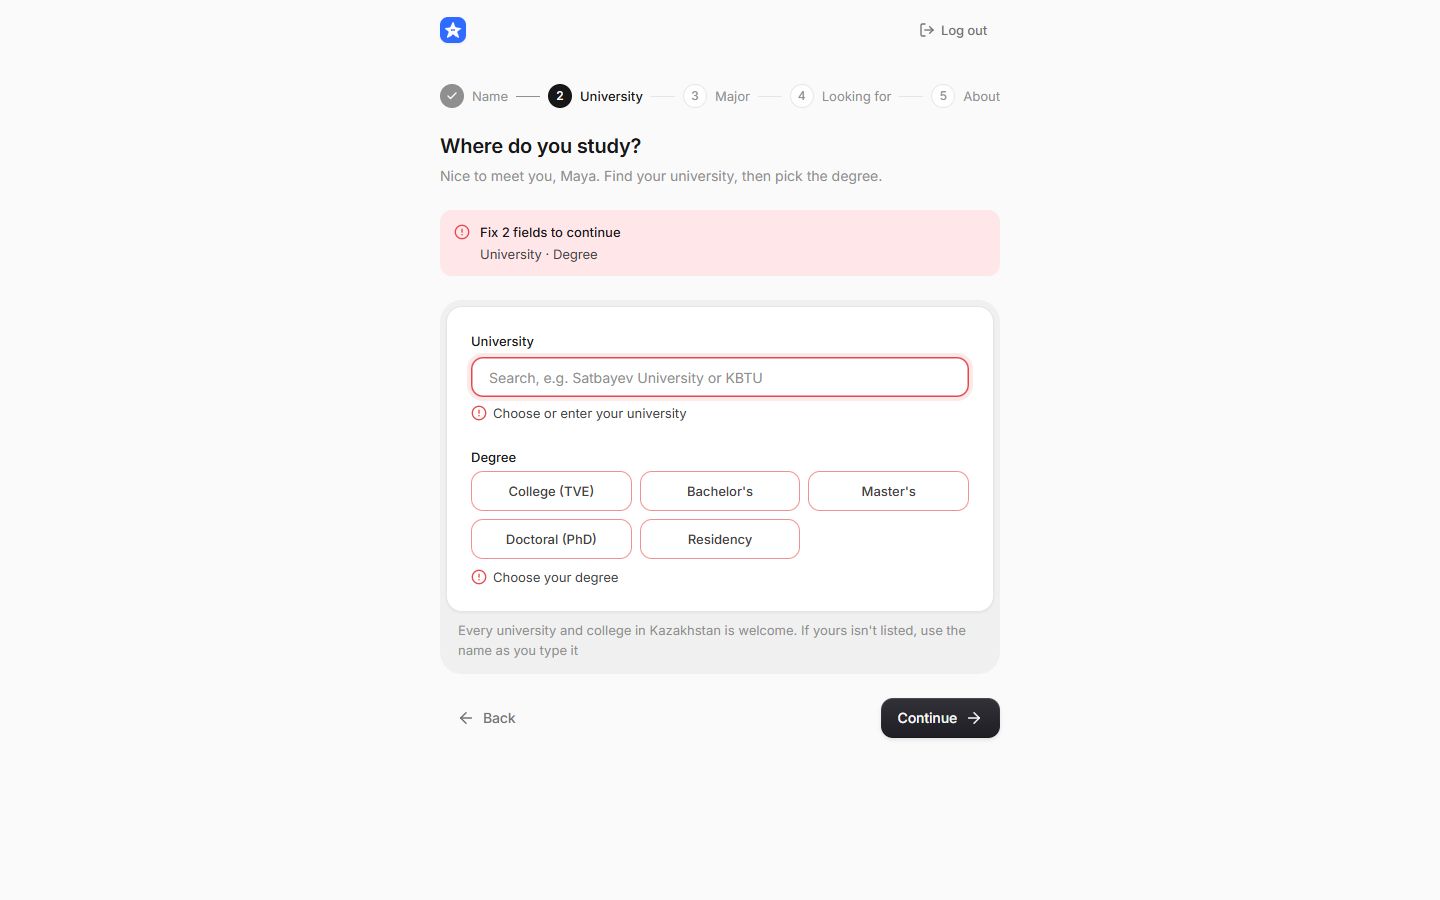 Log out
Name
2 University
3 Major
4 Looking for
5 About
Where do you study?
Nice to meet you, Maya. Find your university, then pick the degree.
Fix 2 fields to continue
University · Degree
University
Search, e.g. Satbayev University or KBTU
Choose or enter your university
Degree
College (TVE)
Bachelor's
Master's
Doctoral (PhD)
Residency
Choose your degree
Every university and college in Kazakhstan is welcome. If yours isn't listed, use the
name as you type it
Back
Continue